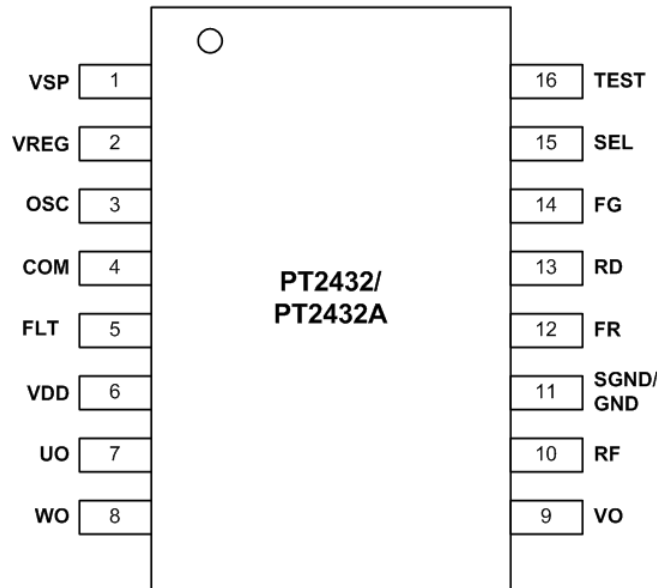 VSP 1
VREG 2
OSC 3
COM 4
FLT 5
VDD 6
UO 7
WO 8
PT2432/
PT2432A
16 TEST
15 SEL
14 FG
13 RD
12 FR
11 SGND/
GND
10 RF
9 VO